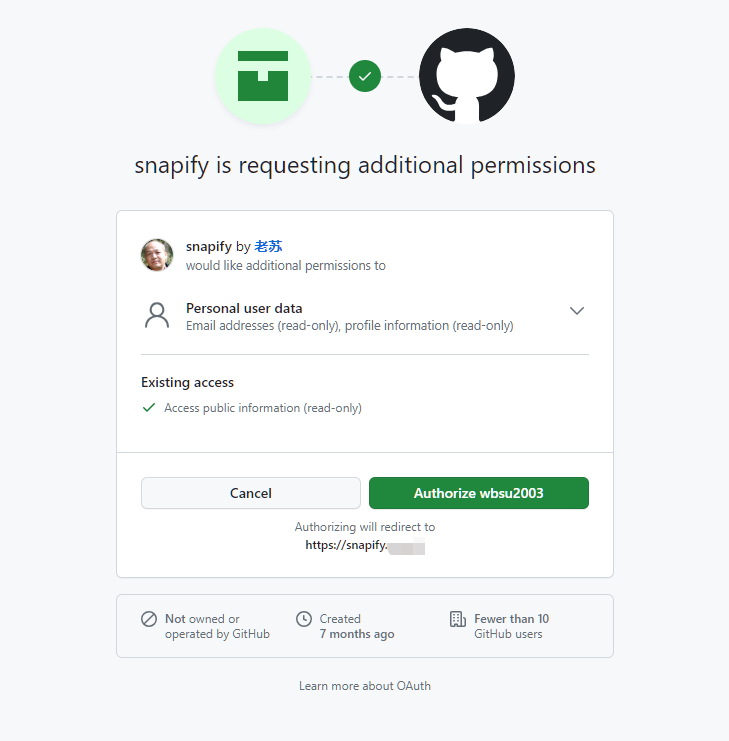 snapify is requesting additional permissions
snapify by 老苏
would like additional permissions to
Personal user data
Email addresses (read-only), profile information (read-only)
Existing access
Access public information (read-only)
Cancel
Authorize wbsu2003
Authorizing will redirect to
https://snapify.
Not owned or
operated by GitHub
Created
7 months ago
Fewer than 10
GitHub users
Learn more about OAuth